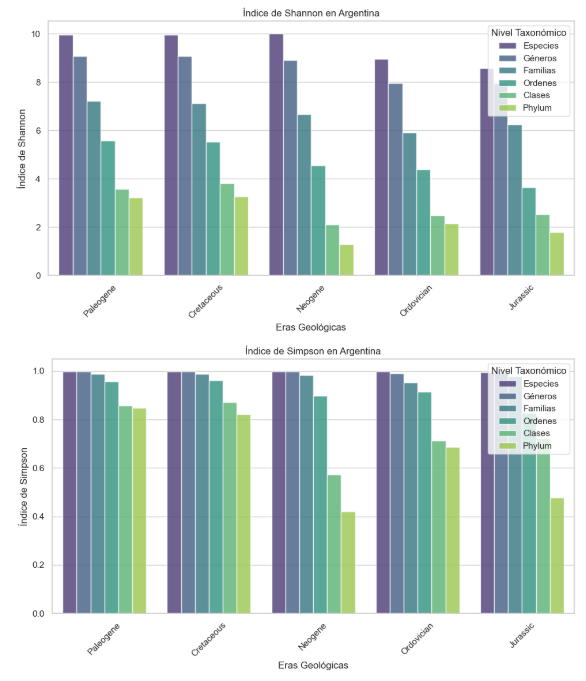 Índice de Shannon en Argentina
Nivel Taxonómico
Especies
Géneros
Familias
Ordenes
Clases
Phylum
10
8
6
4
2
0
Índice de Shannon
Paleogene
Cretaceous
Neogene
Ordovician
Jurassic
Eras Geológicas
Índice de Simpson en Argentina
Nivel Taxonómico
Especies
Géneros
Familias
Ordenes
Clases
Phylum
1.0
0.8
0.6
0.4
0.2
0.0
Índice de Simpson
Paleogene
Cretaceous
Neogene
Ordovician
Jurassic
Eras Geológicas